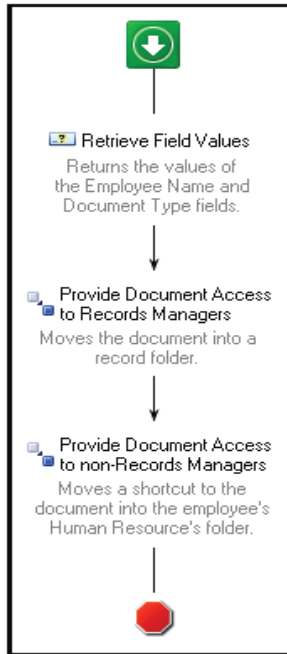 Retrieve Field Values
Returns the values of
the Employee Name and
Document Type fields.
Provide Document Access
to Records Managers
Moves the document into a
record folder.
Provide Document Access
to non-Records Managers
Moves a shortcut to the
document into the employee's
Human Resource's folder.